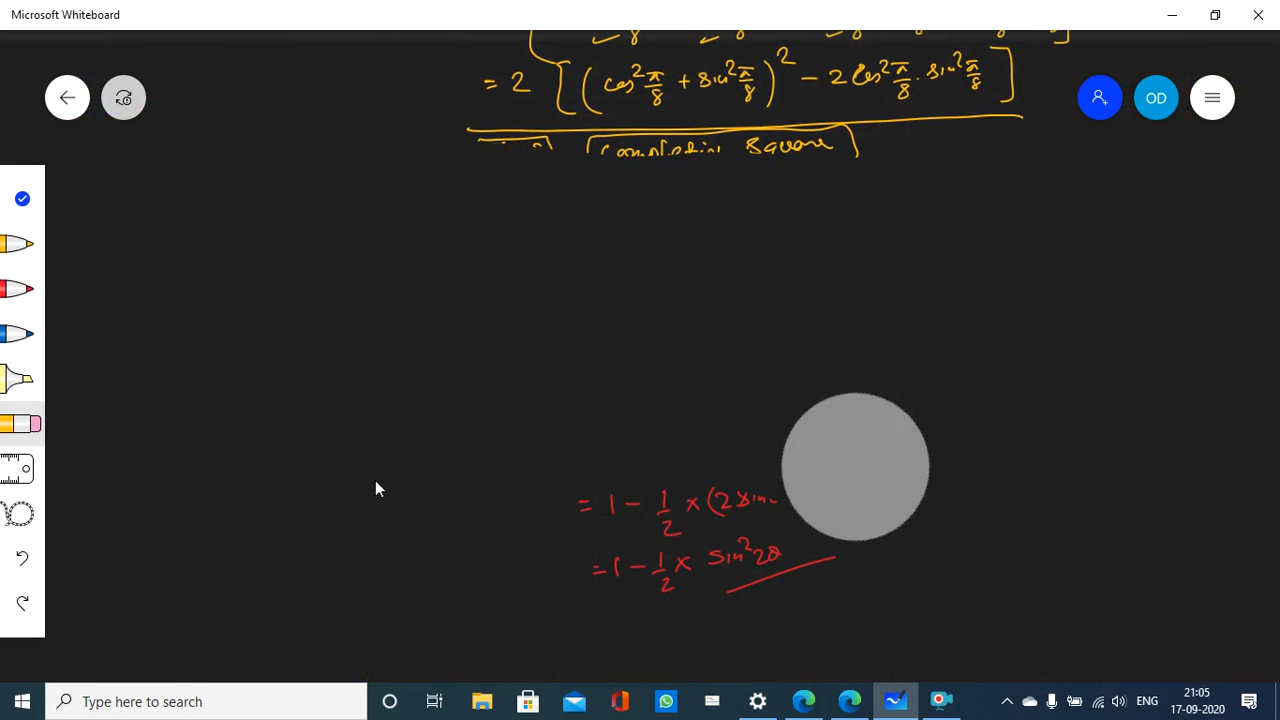 Microsoft Whiteboard
= 2 [(cos²π/8 + sin²π/8)² - 2 cos²π/8 . sin²π/8]
square
OD
= 1 - 1/2 × (2 sin
= 1 - 1/2 × sin²2θ
Type here to search
ENG
21:05
17-09-2020